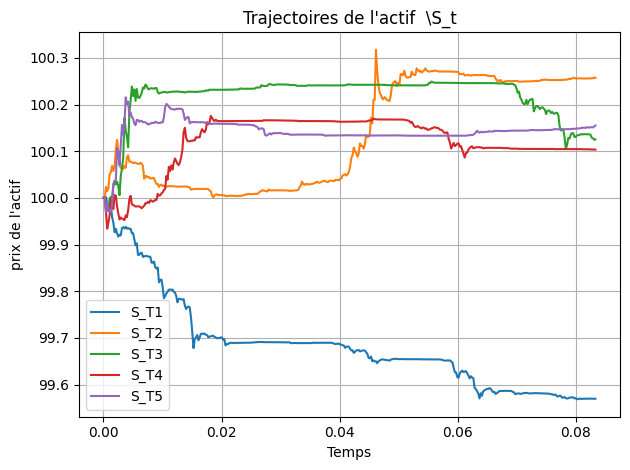 Trajectoires de l'actif \S_t
prix de l'actif
100.3
100.2
100.1
100.0
99.9
99.8
99.7
99.6
S_T1
S_T2
S_T3
S_T4
S_T5
0.00 0.02 0.04 0.06 0.08
Temps